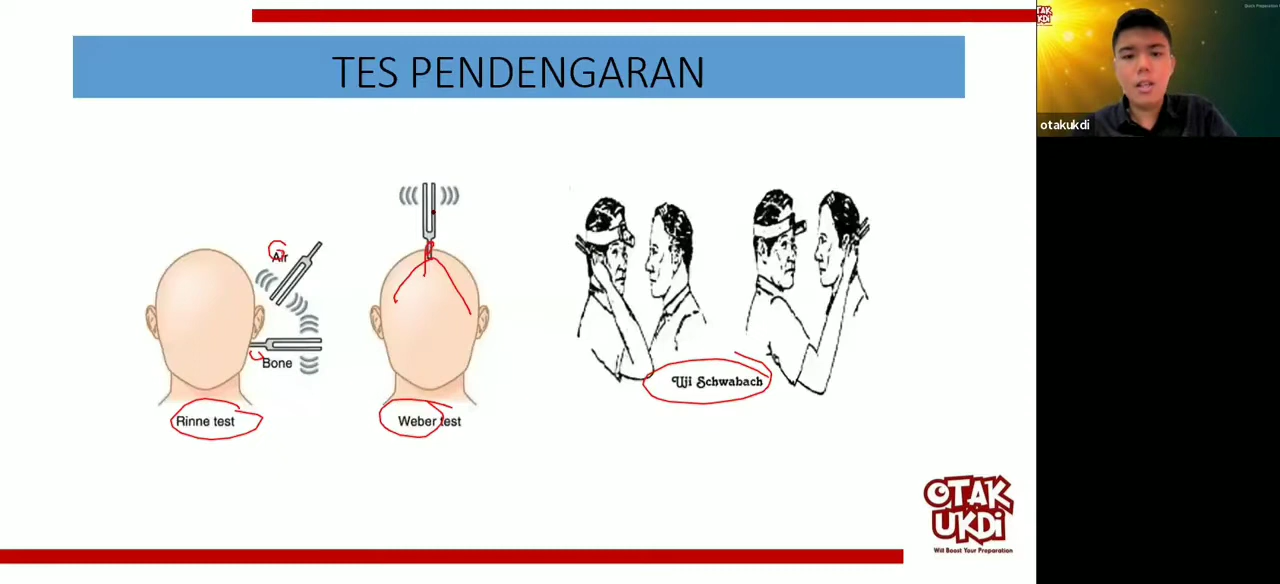 TES PENDENGARAN
Air
Bone
Rinne test
Weber test
Uji Schwabach
OTAK
UKDi
Will Boost Your Preparation
otakukdi